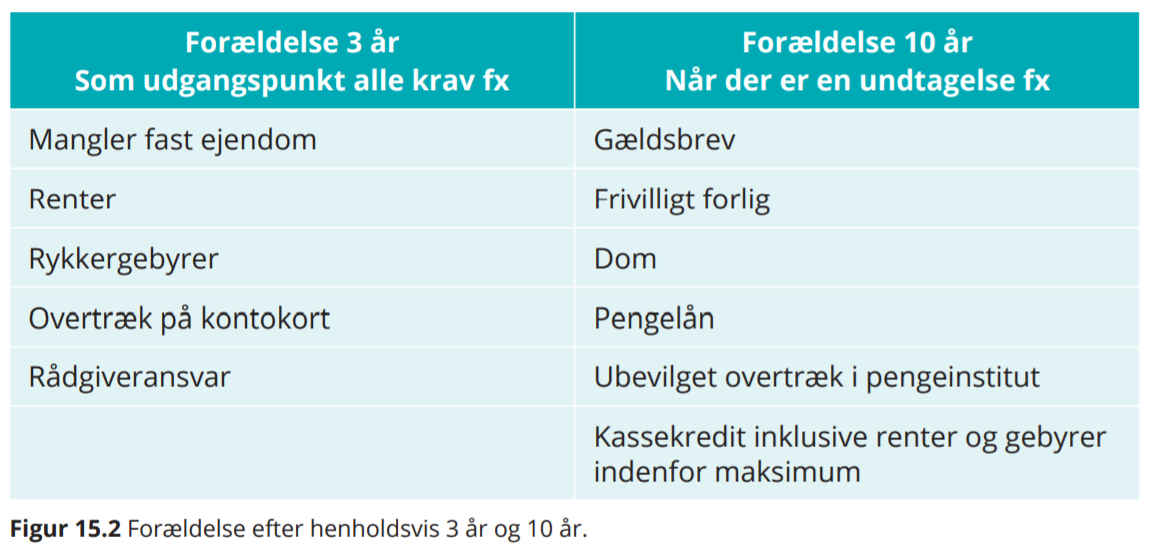 Forældelse 3 år
Som udgangspunkt alle krav fx
Forældelse 10 år
Når der er en undtagelse fx
Mangler fast ejendom
Gældsbrev
Renter
Frivilligt forlig
Rykkergebyrer
Dom
Overtræk på kontokort
Pengelån
Rådgiveransvar
Ubevilget overtræk i pengeinstitut
Kassekredit inklusive renter og gebyrer
indenfor maksimum
Figur 15.2 Forældelse efter henholdsvis 3 år og 10 år.